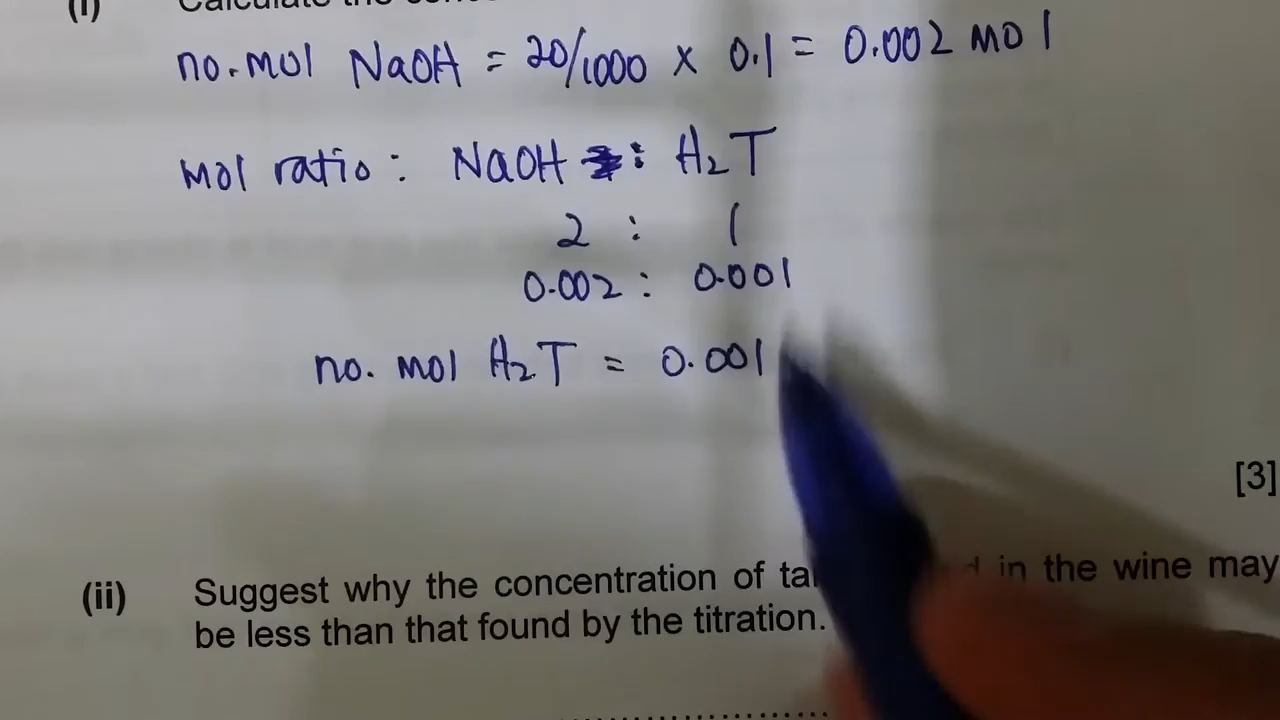 (i) Calculate the
no. mol NaOH = 20/1000 × 0.1 = 0.002 mol
mol ratio : NaOH : H₂T
2 : 1
0.002 : 0.001
no. mol H₂T = 0.001
[3]
(ii) Suggest why the concentration of in the wine may
be less than that found by the titration.